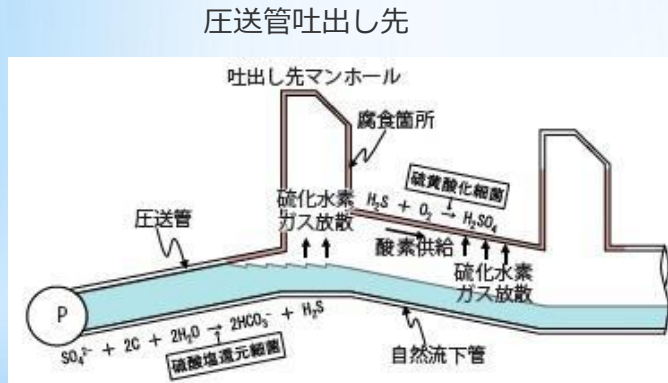 圧送管吐出し先
吐出し先マンホール
腐食箇所
硫黄酸化細菌
H₂S + O₂ → H₂SO₄
硫化水素
ガス放散
圧送管
酸素供給
硫化水素
ガス放散
P
SO₄²⁻ + 2C + 2H₂O → 2HCO₃⁻ + H₂S
硫酸塩還元細菌
自然流下管